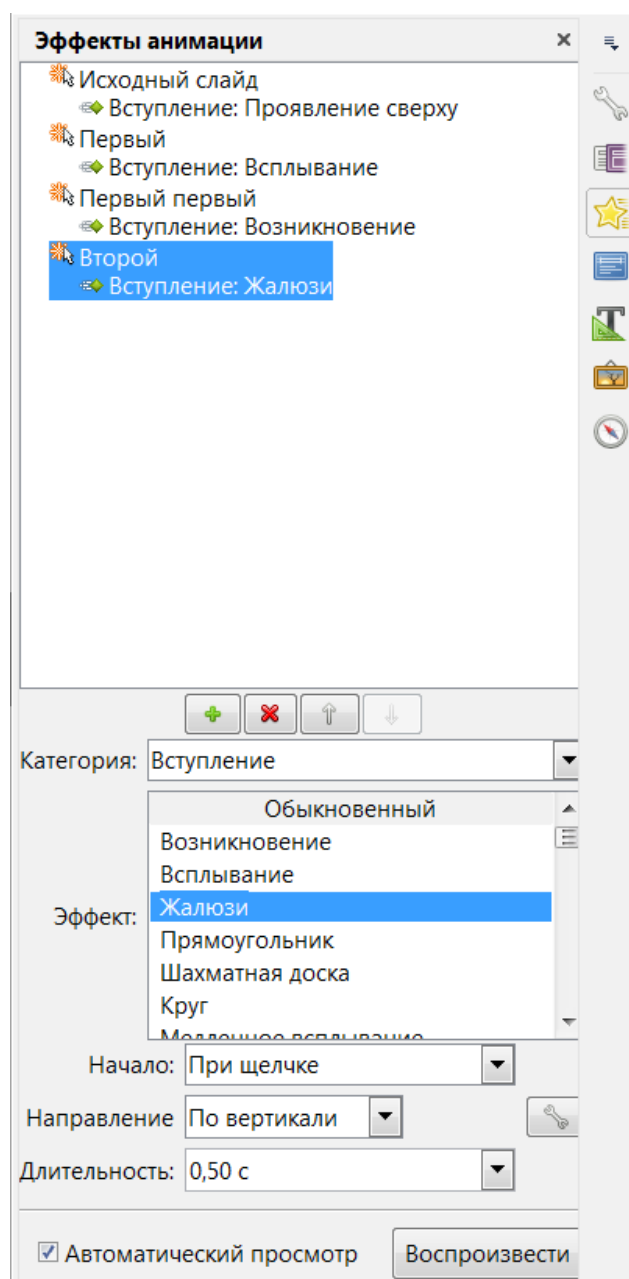 Эффекты анимации
Исходный слайд
Вступление: Проявление сверху
Первый
Вступление: Всплывание
Первый первый
Вступление: Возникновение
Второй
Вступление: Жалюзи
Категория: Вступление
Обыкновенный
Возникновение
Всплывание
Эффект: Жалюзи
Прямоугольник
Шахматная доска
Круг
Медленное всплывание
Начало: При щелчке
Направление По вертикали
Длительность: 0,50 с
Автоматический просмотр Воспроизвести